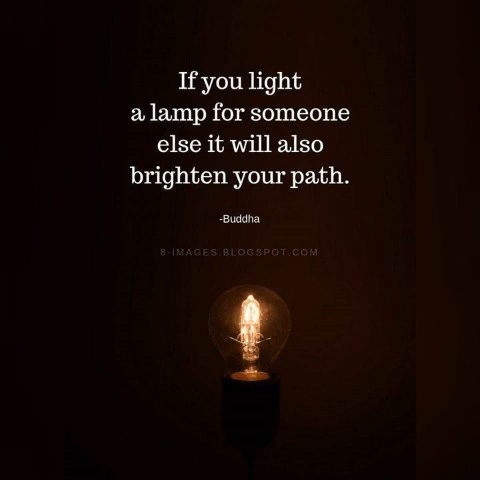 If you light
a lamp for someone
else it will also
brighten your path.
-Buddha
8-IMAGES.BLOGSPOT.COM